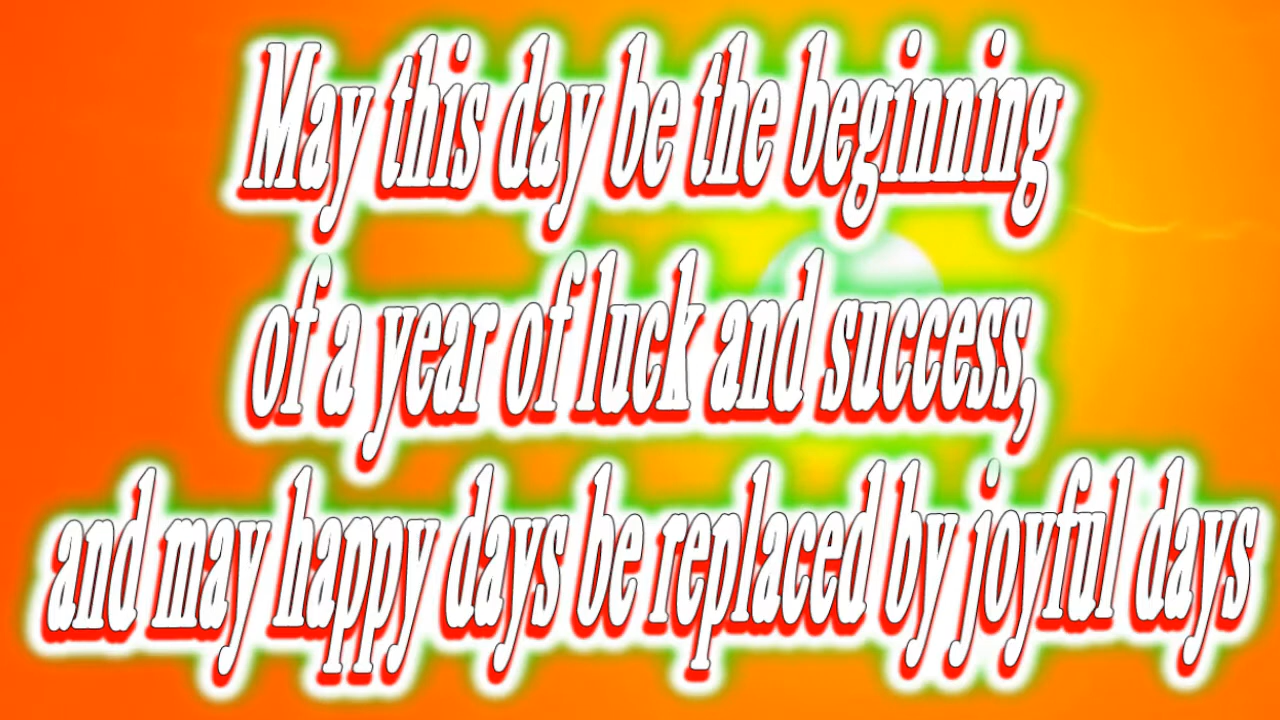 May this day be the beginning
of a year of luck and success,
and may happy days be replaced by joyful days